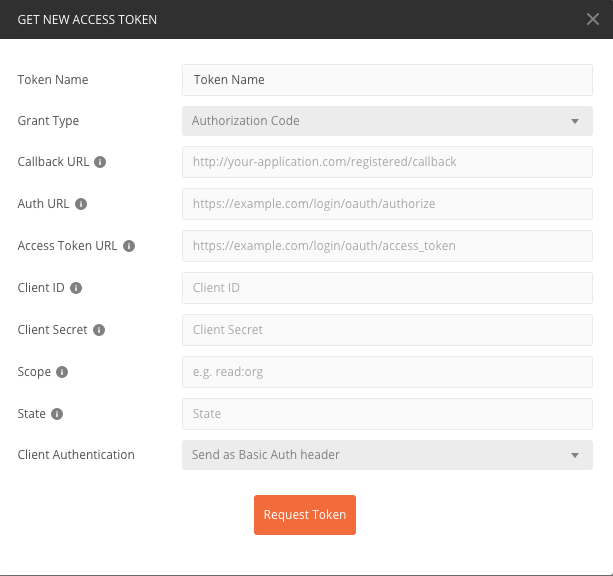 GET NEW ACCESS TOKEN
Token Name Token Name
Grant Type Authorization Code
Callback URL http://your-application.com/registered/callback
Auth URL https://example.com/login/oauth/authorize
Access Token URL https://example.com/login/oauth/access_token
Client ID Client ID
Client Secret Client Secret
Scope e.g. read:org
State State
Client Authentication Send as Basic Auth header
Request Token